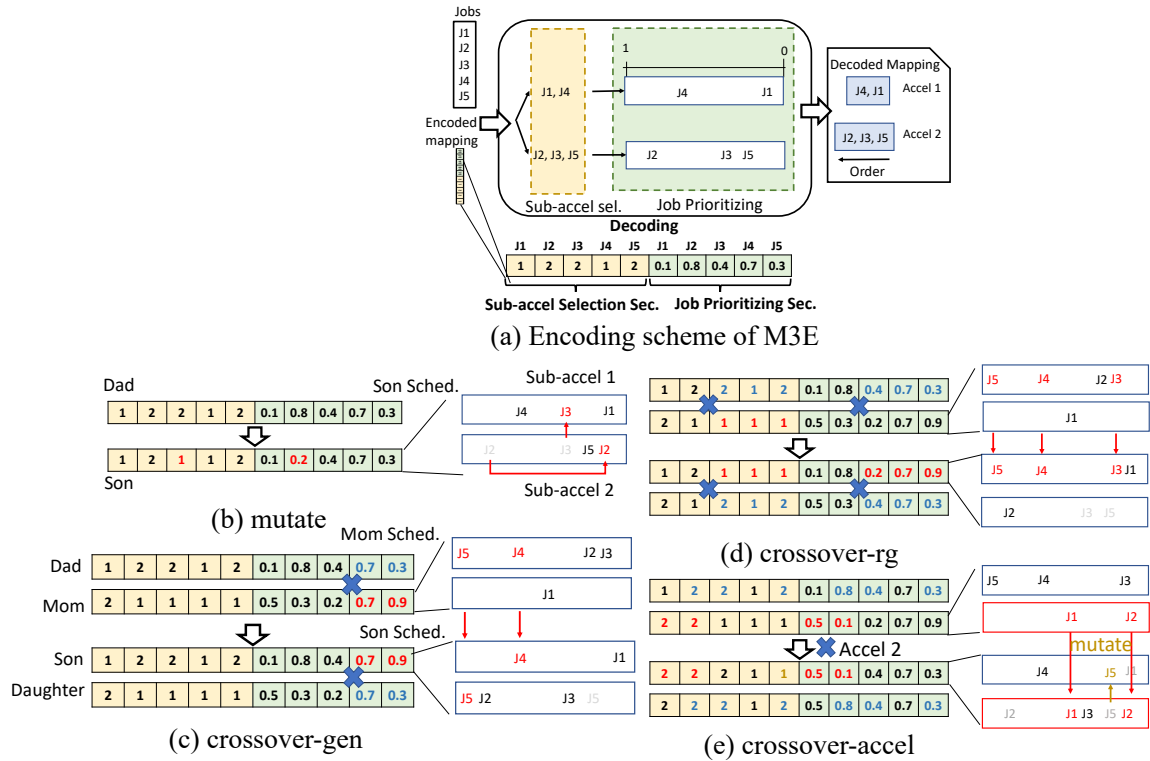 Jobs
J1
J2
J3
J4
J5
Encoded mapping
J1, J4
J2, J3, J5
1 0
J4 J1
J2 J3 J5
Sub-accel sel. Job Prioritizing
Decoding
Decoded Mapping
J4, J1 Accel 1
J2, J3, J5 Accel 2
Order
J1 J2 J3 J4 J5 J1 J2 J3 J4 J5
1 2 2 1 2 0.1 0.8 0.4 0.7 0.3
Sub-accel Selection Sec. Job Prioritizing Sec.
(a) Encoding scheme of M3E
Dad
1 2 2 1 2 0.1 0.8 0.4 0.7 0.3
1 2 1 1 2 0.1 0.2 0.4 0.7 0.3
Son
Son Sched.
Sub-accel 1
J4 J3 J1
J2 J3 J5 J2
Sub-accel 2
(b) mutate
Mom Sched.
Dad 1 2 2 1 2 0.1 0.8 0.4 0.7 0.3
Mom 2 1 1 1 1 0.5 0.3 0.2 0.7 0.9
Son Sched.
Son 1 2 2 1 2 0.1 0.8 0.4 0.7 0.9
Daughter 2 1 1 1 1 0.5 0.3 0.2 0.7 0.3
J5 J4 J2 J3
J1
J4 J1
J5 J2 J3 J5
(c) crossover-gen
1 2 2 1 2 0.1 0.8 0.4 0.7 0.3
2 1 1 1 1 0.5 0.3 0.2 0.7 0.9
1 2 1 1 1 0.1 0.8 0.2 0.7 0.9
2 1 2 1 2 0.5 0.3 0.4 0.7 0.3
J5 J4 J2 J3
J1
J5 J4 J3 J1
J2 J3 J5
(d) crossover-rg
1 2 2 1 2 0.1 0.8 0.4 0.7 0.3
2 2 1 1 1 0.5 0.1 0.2 0.7 0.9
Accel 2
2 2 2 1 1 0.5 0.1 0.4 0.7 0.3
2 2 2 1 2 0.5 0.8 0.4 0.7 0.3
J5 J4 J3
J1 J2
mutate
J4 J5 J1
J2 J1 J3 J5 J2
(e) crossover-accel